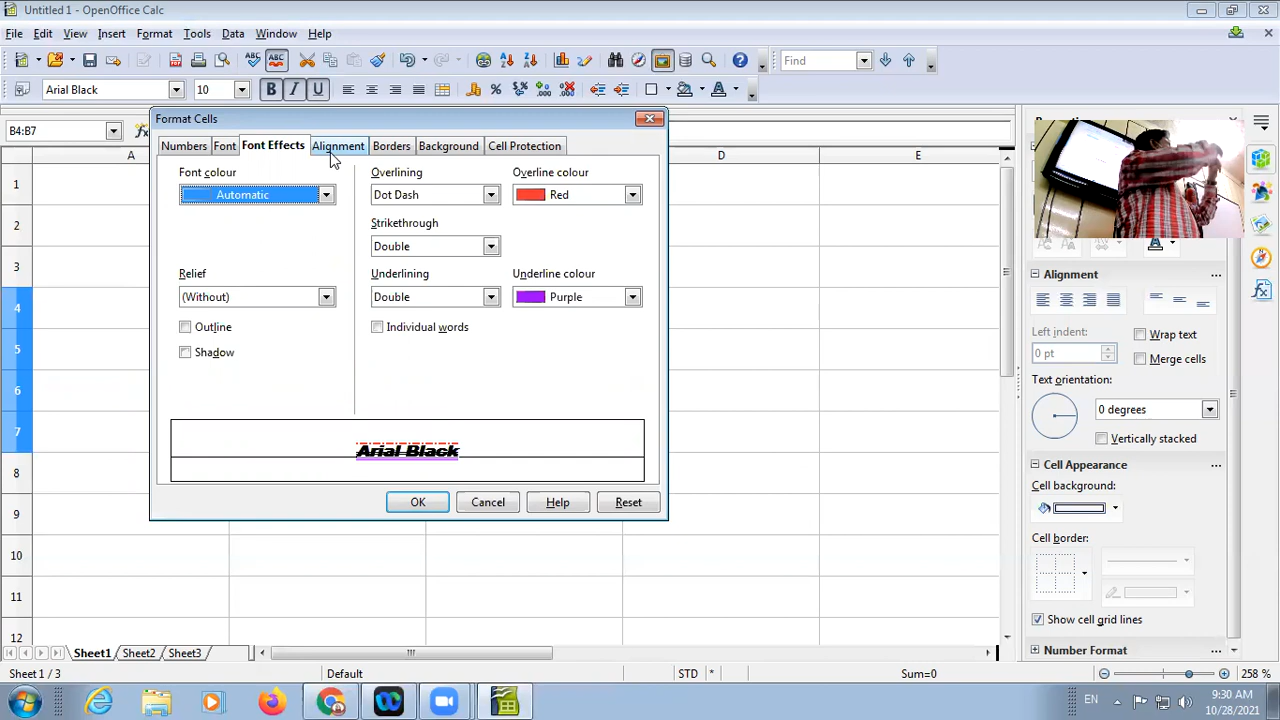 Untitled 1 - OpenOffice Calc
File Edit View Insert Format Tools Data Window Help
Find
Arial Black 10 B I U
B4:B7
Format Cells
Numbers Font Font Effects Alignment Borders Background Cell Protection
Font colour Overlining Overline colour
Automatic Dot Dash Red
Strikethrough
Double
Relief Underlining Underline colour
(Without) Double Purple
Outline Individual words
Shadow
Arial Black
OK Cancel Help Reset
A D E
1
2
3
4
5
6
7
8
9
10
11
12
Alignment
Left indent: Wrap text
0 pt Merge cells
Text orientation:
0 degrees
Vertically stacked
Cell Appearance
Cell background:
Cell border:
Show cell grid lines
Number Format
Sheet1 Sheet2 Sheet3
Sheet 1 / 3 Default STD * Sum=0 258 %
EN 9:30 AM
10/28/2021